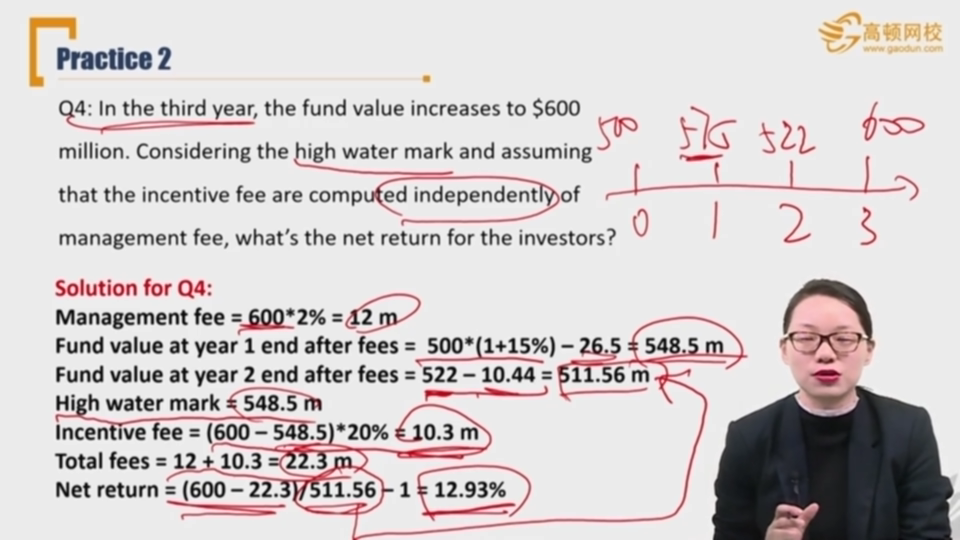 高顿网校
www.gaodun.com
Practice 2
Q4: In the third year, the fund value increases to $600
million. Considering the high water mark and assuming
that the incentive fee are computed independently of
management fee, what's the net return for the investors?
500 575 522 600
0 1 2 3
Solution for Q4:
Management fee = 600*2% = 12 m
Fund value at year 1 end after fees = 500*(1+15%) – 26.5 = 548.5 m
Fund value at year 2 end after fees = 522 – 10.44 = 511.56 m
High water mark = 548.5 m
Incentive fee = (600 – 548.5)*20% = 10.3 m
Total fees = 12 + 10.3 = 22.3 m
Net return = (600 – 22.3)/511.56 – 1 = 12.93%